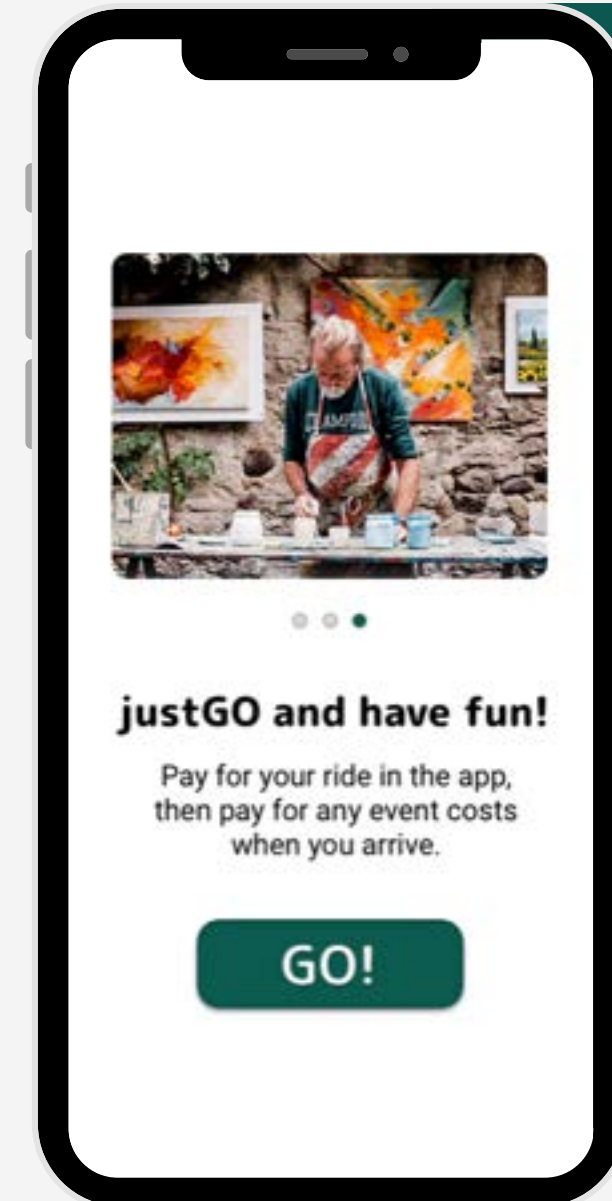 justGO and have fun!
Pay for your ride in the app,
then pay for any event costs
when you arrive.
GO!